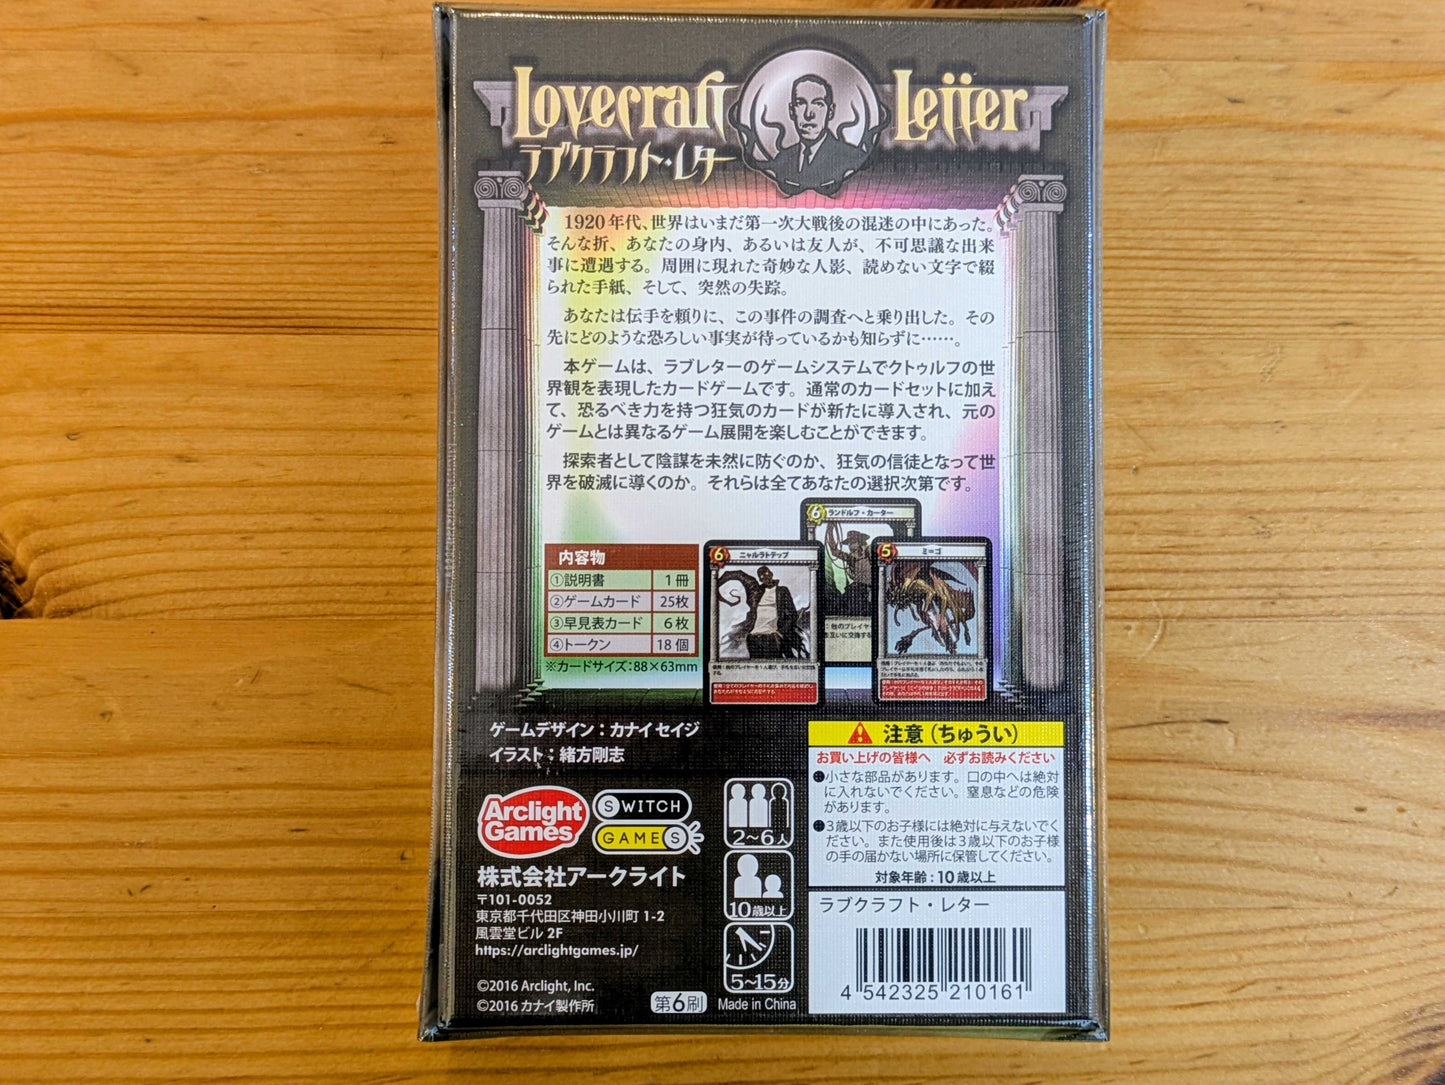 Lovecraft Letter
ラブクラフト・レター
1920年代、世界はいまだ第一次大戦後の混迷の中にあった。
そんな折、あなたの身内、あるいは友人が、不可思議な出来
事に遭遇する。周囲に現れた奇妙な人影、読めない文字で綴
られた手紙、そして、突然の失踪。
あなたは伝手を頼りに、この事件の調査へと乗り出した。その
先にどのような恐ろしい事実が待っているかも知らずに……。
本ゲームは、ラブレターのゲームシステムでクトゥルフの世
界観を表現したカードゲームです。通常のカードセットに加え
て、恐るべき力を持つ狂気のカードが新たに導入され、元の
ゲームとは異なるゲーム展開を楽しむことができます。
探索者として陰謀を未然に防ぐのか、狂気の信徒となって世
界を破滅に導くのか。それらは全てあなたの選択次第です。
内容物
①説明書 1冊
②ゲームカード 25枚
③早見表カード 6枚
④トークン 18個
※カードサイズ：88×63mm
6 ランドルフ・カーター
6 ニャルラトテップ
5 ミ＝ゴ
ゲームデザイン：カナイセイジ
イラスト：緒方剛志
Arclight
Games
SWITCH
GAMES
株式会社アークライト
〒101-0052
東京都千代田区神田小川町 1-2
風雲堂ビル 2F
https://arclightgames.jp/
©2016 Arclight, Inc.
©2016 カナイ製作所
第6刷
2〜6人
10歳以上
5〜15分
Made in China
注意（ちゅうい）
お買い上げの皆様へ 必ずお読みください
●小さな部品があります。口の中へは絶対
に入れないでください。窒息などの危険
があります。
●3歳以下のお子様には絶対に与えないでく
ださい。また使用後は3歳以下のお子様
の手の届かない場所に保管してください。
対象年齢：10歳以上
ラブクラフト・レター
4 542325 210161